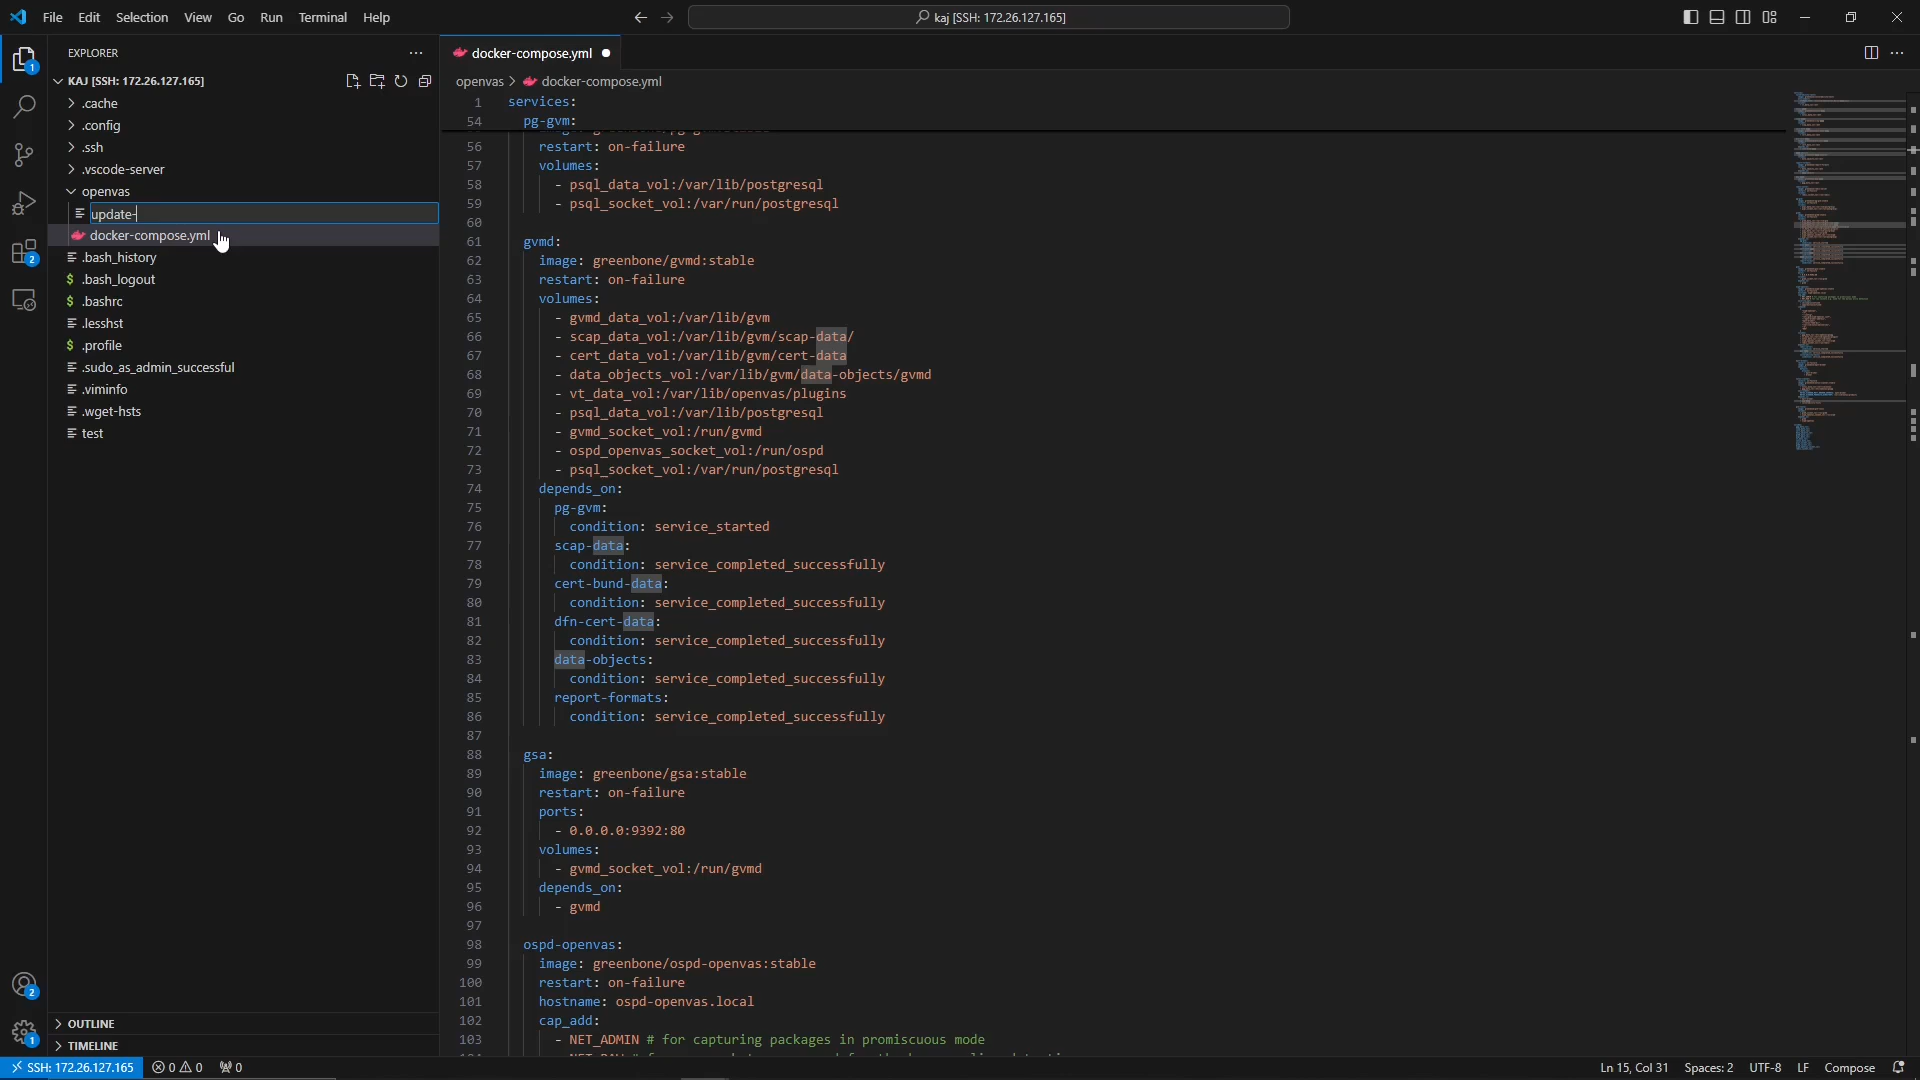 File Edit Selection View Go Run Terminal Help
kaj [SSH: 172.26.127.165]
EXPLORER
docker-compose.yml
KAJ [SSH: 172.26.127.165]
openvas > docker-compose.yml
.cache
.config
.ssh
.vscode-server
openvas
update-
docker-compose.yml
.bash_history
.bash_logout
.bashrc
.lesshst
.profile
.sudo_as_admin_successful
.viminfo
.wget-hsts
test
OUTLINE
TIMELINE
1
2
2
1
1 services:
54 pg-gvm:
56 restart: on-failure
57 volumes:
58 - psql_data_vol:/var/lib/postgresql
59 - psql_socket_vol:/var/run/postgresql
60
61 gvmd:
62 image: greenbone/gvmd:stable
63 restart: on-failure
64 volumes:
65 - gvmd_data_vol:/var/lib/gvm
66 - scap_data_vol:/var/lib/gvm/scap-data/
67 - cert_data_vol:/var/lib/gvm/cert-data
68 - data_objects_vol:/var/lib/gvm/data-objects/gvmd
69 - vt_data_vol:/var/lib/openvas/plugins
70 - psql_data_vol:/var/lib/postgresql
71 - gvmd_socket_vol:/run/gvmd
72 - ospd_openvas_socket_vol:/run/ospd
73 - psql_socket_vol:/var/run/postgresql
74 depends_on:
75 pg-gvm:
76 condition: service_started
77 scap-data:
78 condition: service_completed_successfully
79 cert-bund-data:
80 condition: service_completed_successfully
81 dfn-cert-data:
82 condition: service_completed_successfully
83 data-objects:
84 condition: service_completed_successfully
85 report-formats:
86 condition: service_completed_successfully
87
88 gsa:
89 image: greenbone/gsa:stable
90 restart: on-failure
91 ports:
92 - 0.0.0.0:9392:80
93 volumes:
94 - gvmd_socket_vol:/run/gvmd
95 depends_on:
96 - gvmd
97
98 ospd-openvas:
99 image: greenbone/ospd-openvas:stable
100 restart: on-failure
101 hostname: ospd-openvas.local
102 cap_add:
103 - NET_ADMIN # for capturing packages in promiscuous mode
SSH: 172.26.127.165 0 0 0 Ln 15, Col 31 Spaces: 2 UTF-8 LF Compose